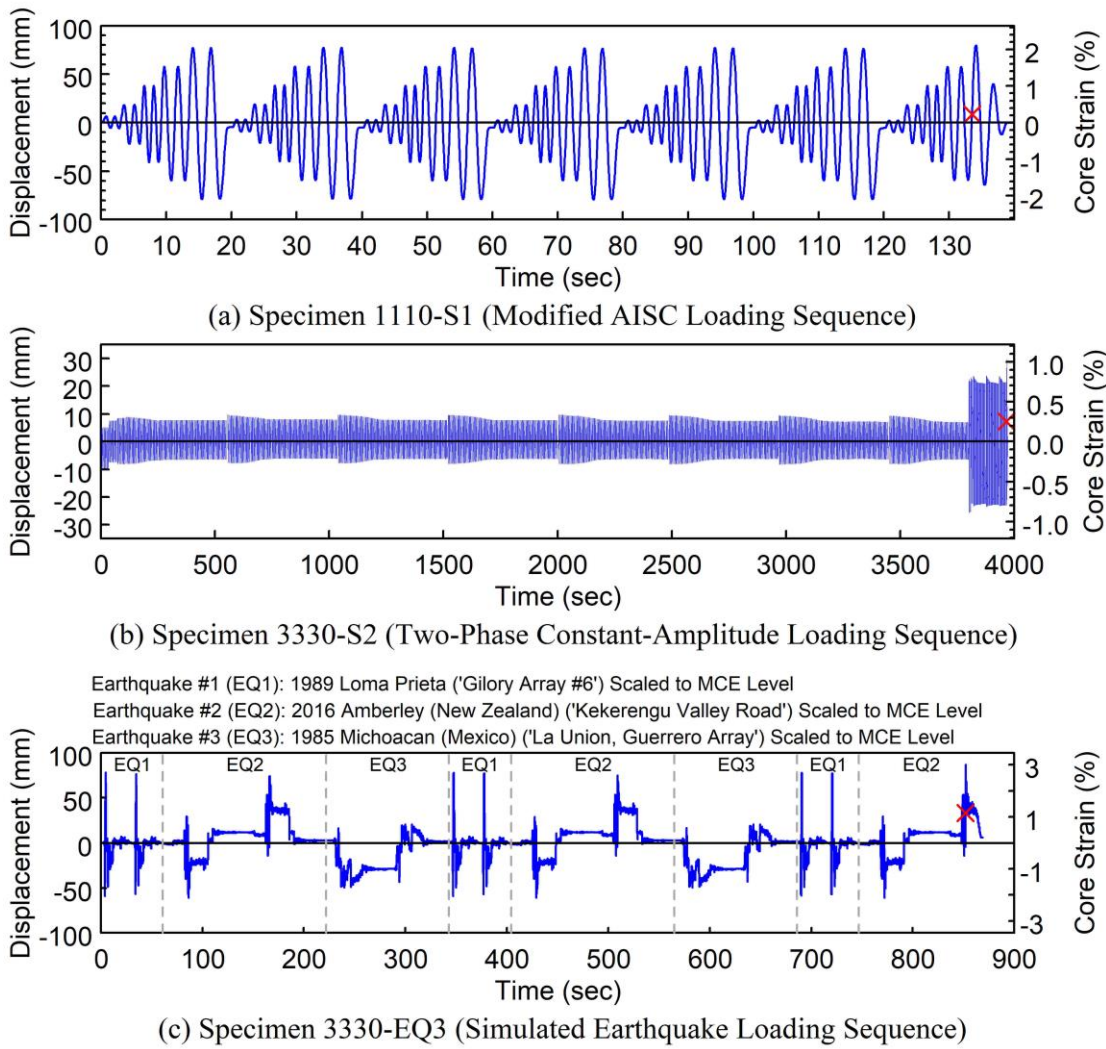 Displacement (mm)
100
50
0
-50
-100
Core Strain (%)
2
1
0
-1
-2
0 10 20 30 40 50 60 70 80 90 100 110 120 130
Time (sec)
(a) Specimen 1110-S1 (Modified AISC Loading Sequence)
Displacement (mm)
30
20
10
0
-10
-20
-30
Core Strain (%)
1.0
0.5
0.0
-0.5
-1.0
0 500 1000 1500 2000 2500 3000 3500 4000
Time (sec)
(b) Specimen 3330-S2 (Two-Phase Constant-Amplitude Loading Sequence)
Earthquake #1 (EQ1): 1989 Loma Prieta ('Gilory Array #6') Scaled to MCE Level
Earthquake #2 (EQ2): 2016 Amberley (New Zealand) ('Kekerengu Valley Road') Scaled to MCE Level
Earthquake #3 (EQ3): 1985 Michoacan (Mexico) ('La Union, Guerrero Array') Scaled to MCE Level
Displacement (mm)
100
50
0
-50
-100
EQ1 EQ2 EQ3 EQ1 EQ2 EQ3 EQ1 EQ2
Core Strain (%)
3
1
-1
-3
0 100 200 300 400 500 600 700 800 900
Time (sec)
(c) Specimen 3330-EQ3 (Simulated Earthquake Loading Sequence)